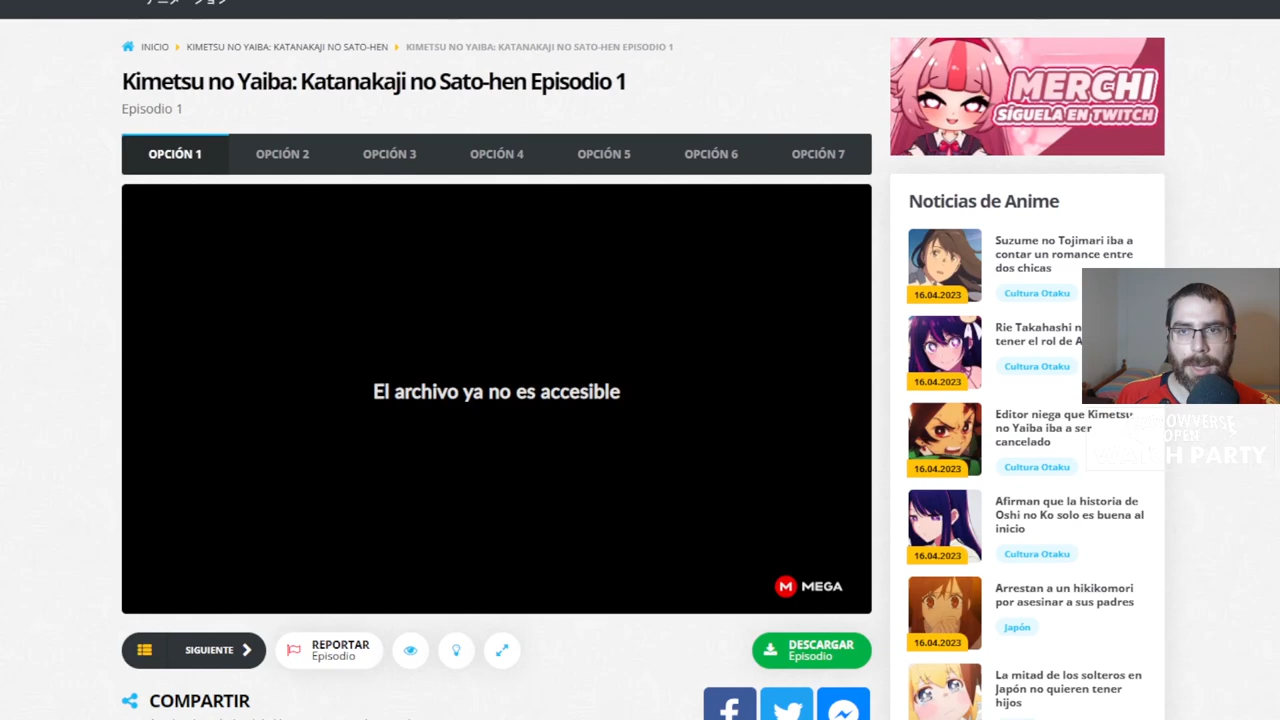 INICIO KIMETSU NO YAIBA: KATANAKAJI NO SATO-HEN KIMETSU NO YAIBA: KATANAKAJI NO SATO-HEN EPISODIO 1
Kimetsu no Yaiba: Katanakaji no Sato-hen Episodio 1
Episodio 1
OPCIÓN 1 OPCIÓN 2 OPCIÓN 3 OPCIÓN 4 OPCIÓN 5 OPCIÓN 6 OPCIÓN 7
El archivo ya no es accesible
MEGA
SIGUIENTE
REPORTAR
Episodio
DESCARGAR
Episodio
COMPARTIR
MERCHI
SÍGUELA EN TWITCH
Noticias de Anime
Suzume no Tojimari iba a
contar un romance entre
dos chicas
16.04.2023
Cultura Otaku
Rie Takahashi
tener el rol de
Cultura Otaku
16.04.2023
Editor niega que Kimetsu
no Yaiba iba a ser
cancelado
Cultura Otaku
16.04.2023
OPEN
WATCH PARTY
Afirman que la historia de
Oshi no Ko solo es buena al
inicio
Cultura Otaku
16.04.2023
Arrestan a un hikikomori
por asesinar a sus padres
Japón
16.04.2023
La mitad de los solteros en
Japón no quieren tener
hijos